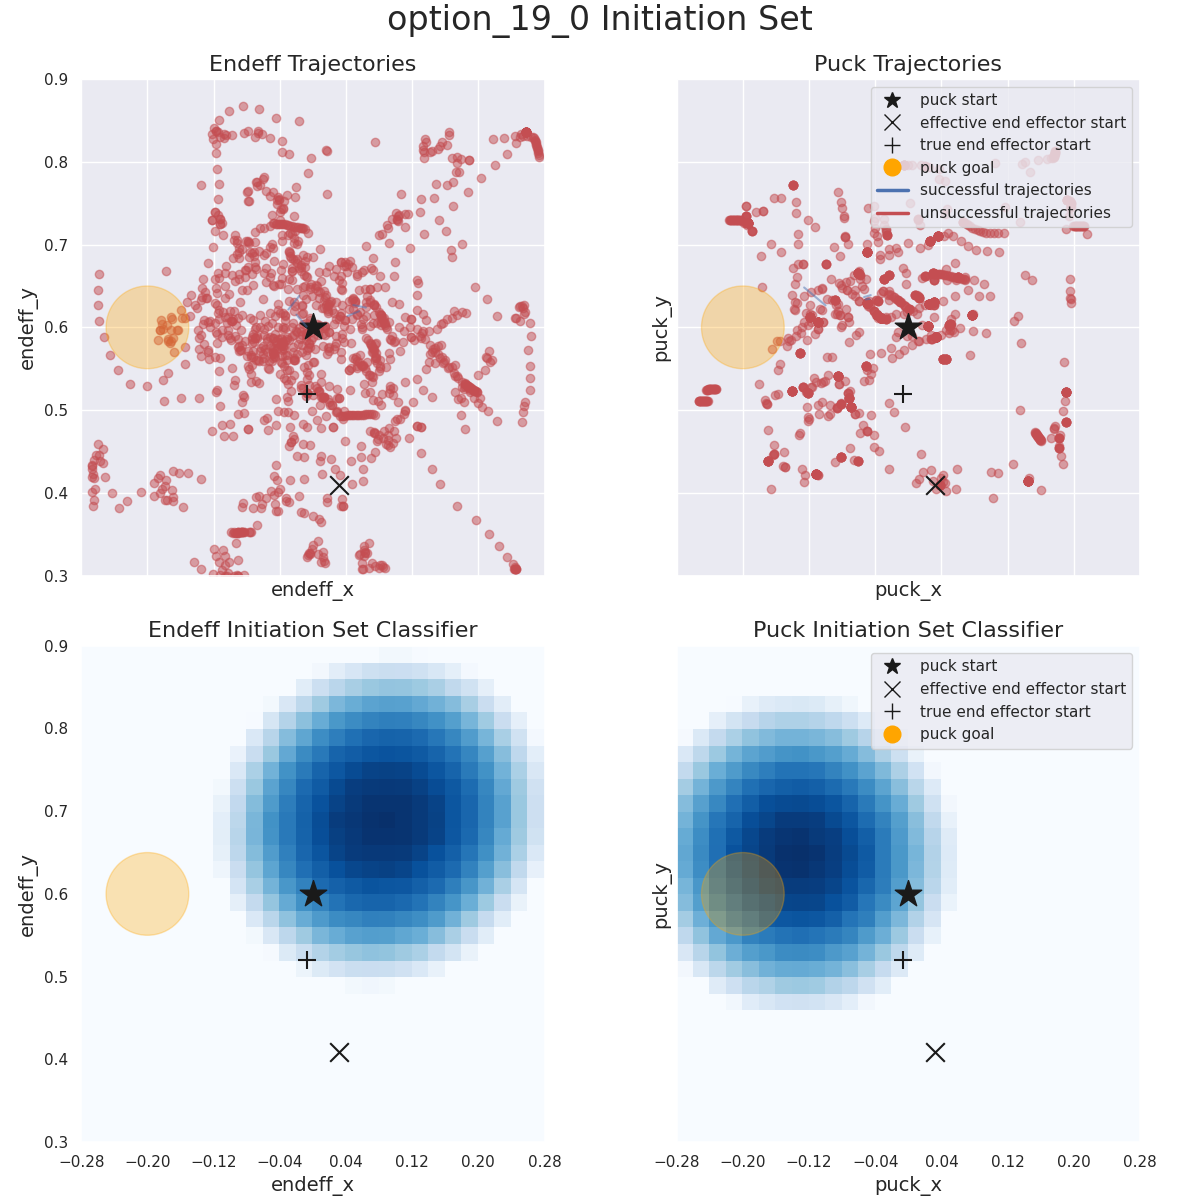 option_19_0 Initiation Set
Endeff Trajectories
0.9
0.8
0.7
0.6
0.5
0.4
0.3
endeff_y
endeff_x
Puck Trajectories
puck start
effective end effector start
true end effector start
puck goal
successful trajectories
unsuccessful trajectories
puck_y
puck_x
Endeff Initiation Set Classifier
0.9
0.8
0.7
0.6
0.5
0.4
0.3
endeff_y
−0.28 −0.20 −0.12 −0.04 0.04 0.12 0.20 0.28
endeff_x
Puck Initiation Set Classifier
puck start
effective end effector start
true end effector start
puck goal
puck_y
−0.28 −0.20 −0.12 −0.04 0.04 0.12 0.20 0.28
puck_x